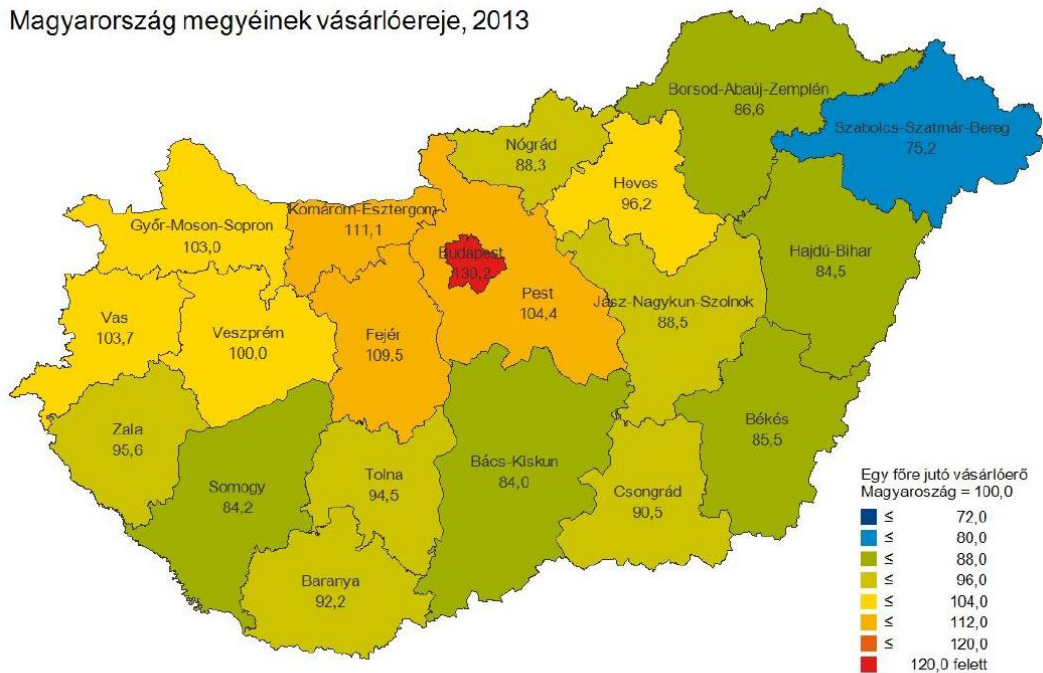 Magyarország megyéinek vásárlóereje, 2013
Borsod-Abaúj-Zemplén
86,6
Szabolcs-Szatmár-Bereg
75,2
Nógrád
88,3
Heves
96,2
Győr-Moson-Sopron
103,0
Komárom-Esztergom
111,1
Budapest
130,2
Hajdú-Bihar
84,5
Pest
104,4
Jász-Nagykun-Szolnok
88,5
Vas
103,7
Veszprém
100,0
Fejér
109,5
Zala
95,6
Somogy
84,2
Tolna
94,5
Bács-Kiskun
84,0
Csongrád
90,5
Békés
85,5
Baranya
92,2
Egy főre jutó vásárlóerő
Magyaroszág = 100,0
≤ 72,0
≤ 80,0
≤ 88,0
≤ 96,0
≤ 104,0
≤ 112,0
≤ 120,0
120,0 felett